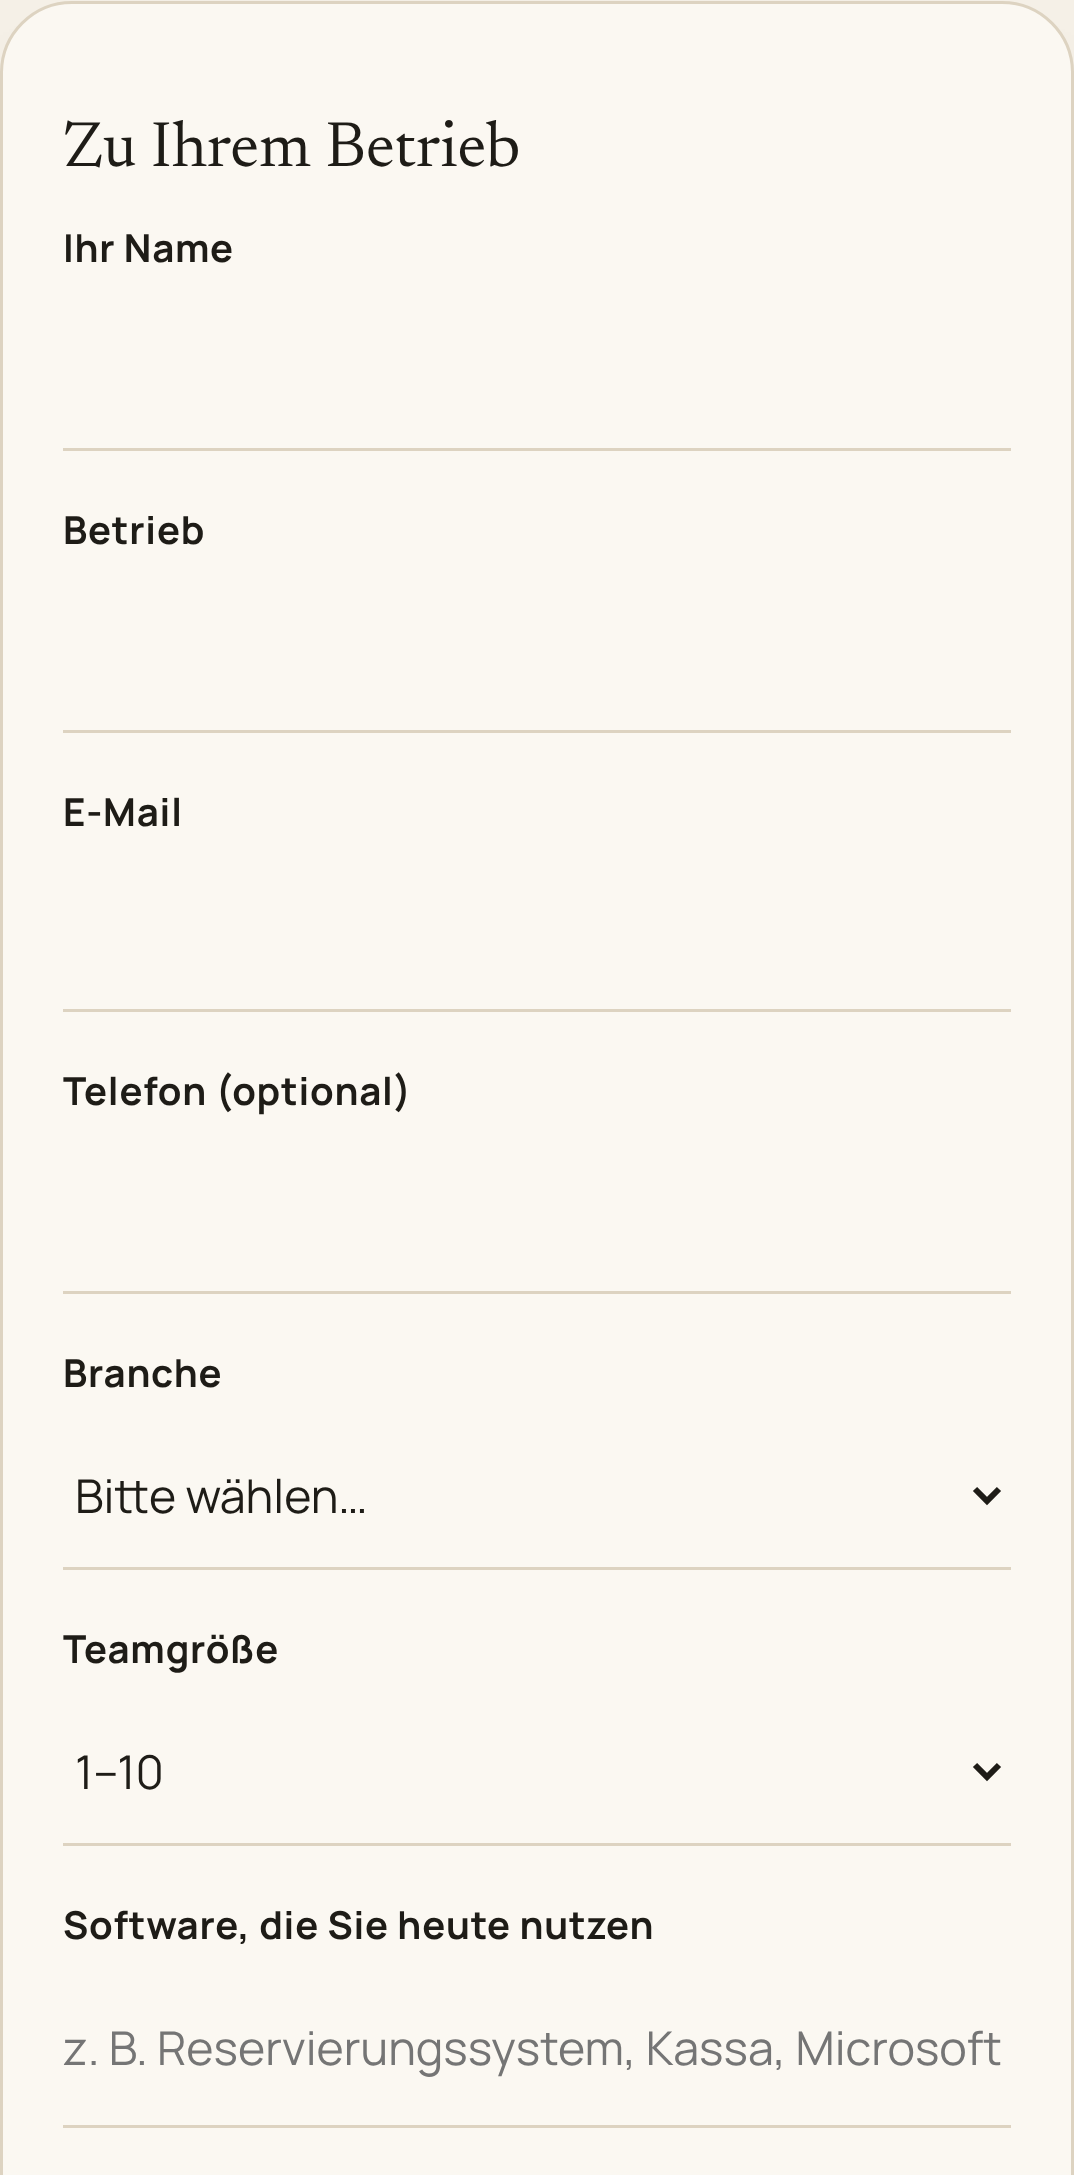 Zu Ihrem Betrieb
Ihr Name
Betrieb
E-Mail
Telefon (optional)
Branche
Bitte wählen…
Teamgröße
1–10
Software, die Sie heute nutzen
z. B. Reservierungssystem, Kassa, Microsoft